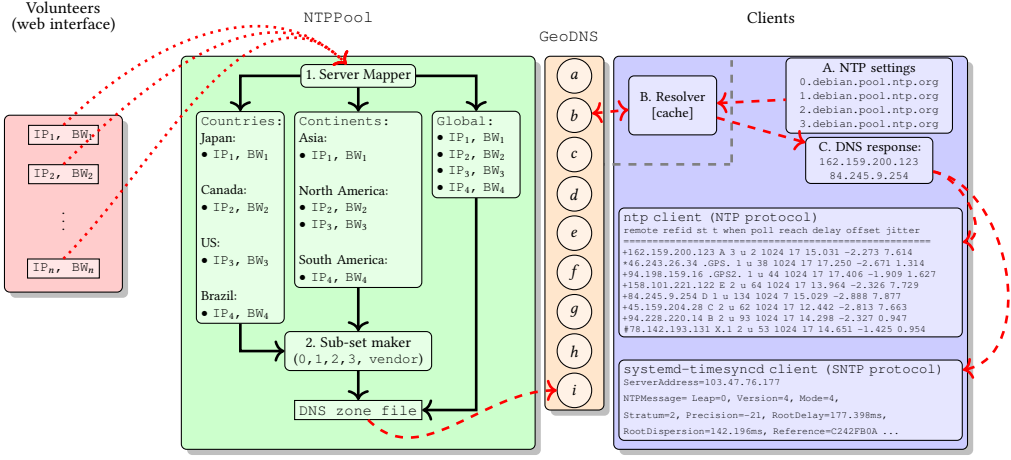 Volunteers
(web interface)
IP1, BW1
IP2, BW2
⋮
IPn, BWn
NTPPool
1. Server Mapper
Countries:
Japan:
• IP1, BW1
Canada:
• IP2, BW2
US:
• IP3, BW3
Brazil:
• IP4, BW4
Continents:
Asia:
• IP1, BW1
North America:
• IP2, BW2
• IP3, BW3
South America:
• IP4, BW4
Global:
• IP1, BW1
• IP2, BW2
• IP3, BW3
• IP4, BW4
2. Sub-set maker
(0,1,2,3, vendor)
DNS zone file
GeoDNS
a
b
c
d
e
f
g
h
i
Clients
B. Resolver
[cache]
A. NTP settings
0.debian.pool.ntp.org
1.debian.pool.ntp.org
2.debian.pool.ntp.org
3.debian.pool.ntp.org
C. DNS response:
162.159.200.123
84.245.9.254
ntp client (NTP protocol)
remote refid st t when poll reach delay offset jitter
==================================================
+162.159.200.123 A 3 u 2 1024 17 15.031 -2.273 7.614
*46.243.26.34 .GPS. 1 u 38 1024 17 17.250 -2.671 1.314
+94.198.159.16 .GPS2. 1 u 44 1024 17 17.406 -1.909 1.627
+158.101.221.122 E 2 u 64 1024 17 13.964 -2.326 7.729
+84.245.9.254 D 1 u 134 1024 7 15.029 -2.888 7.877
+45.159.204.28 C 2 u 62 1024 17 12.442 -2.813 7.663
+94.228.220.14 B 2 u 93 1024 17 14.298 -2.327 0.947
#78.142.193.131 X.1 2 u 53 1024 17 14.651 -1.425 0.954
systemd-timesyncd client (SNTP protocol)
ServerAddress=103.47.76.177
NTPMessage= Leap=0, Version=4, Mode=4,
Stratum=2, Precision=-21, RootDelay=177.398ms,
RootDispersion=142.196ms, Reference=C242FB0A ...